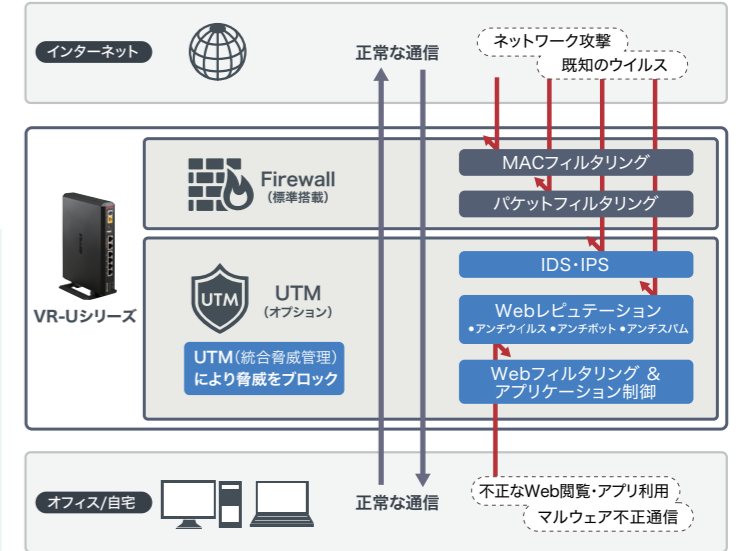 インターネット
正常な通信
ネットワーク攻撃
既知のウイルス
VR-Uシリーズ
Firewall
(標準搭載)
MACフィルタリング
パケットフィルタリング
UTM
UTM
(オプション)
UTM(統合脅威管理)
により脅威をブロック
IDS・IPS
Webレピュテーション
●アンチウイルス ●アンチボット ●アンチスパム
Webフィルタリング &
アプリケーション制御
オフィス/自宅
正常な通信
不正なWeb閲覧・アプリ利用
マルウェア不正通信